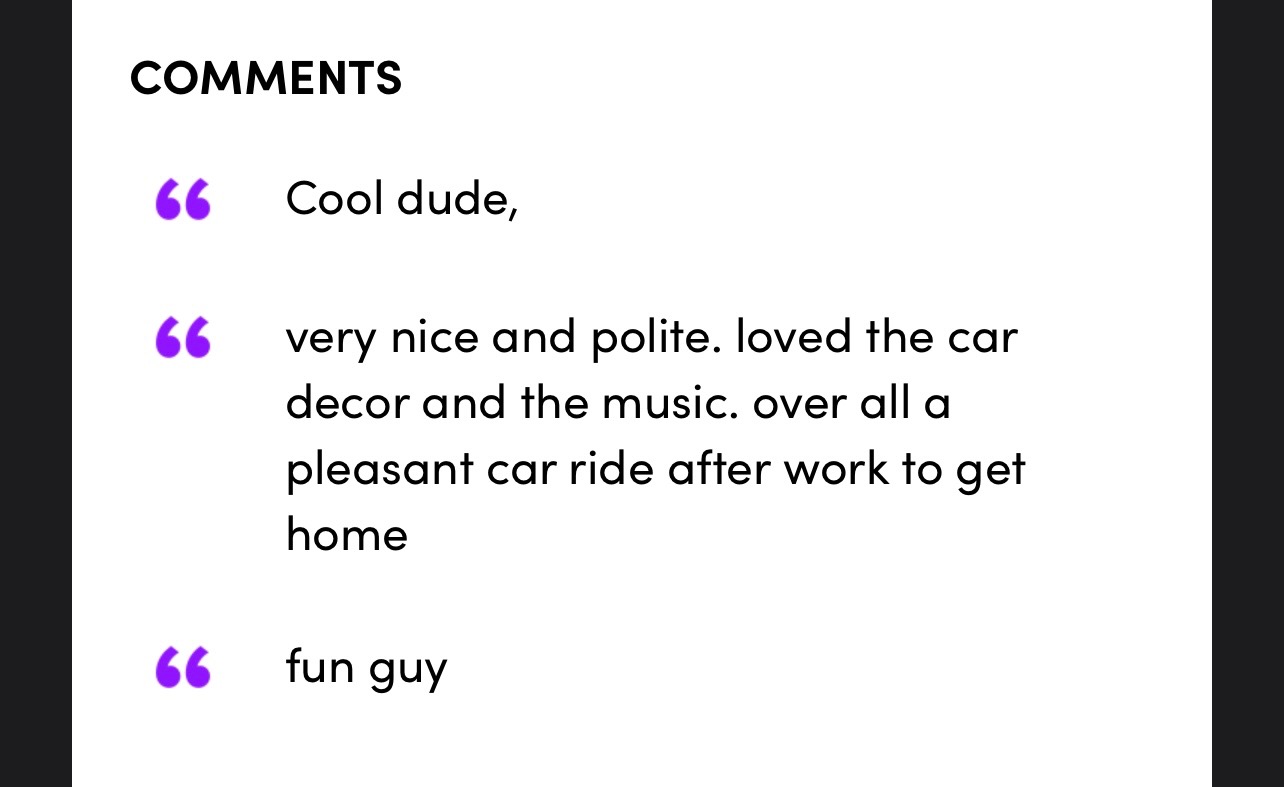 COMMENTS
“ Cool dude,
“ very nice and polite. loved the car
decor and the music. over all a
pleasant car ride after work to get
home
“ fun guy